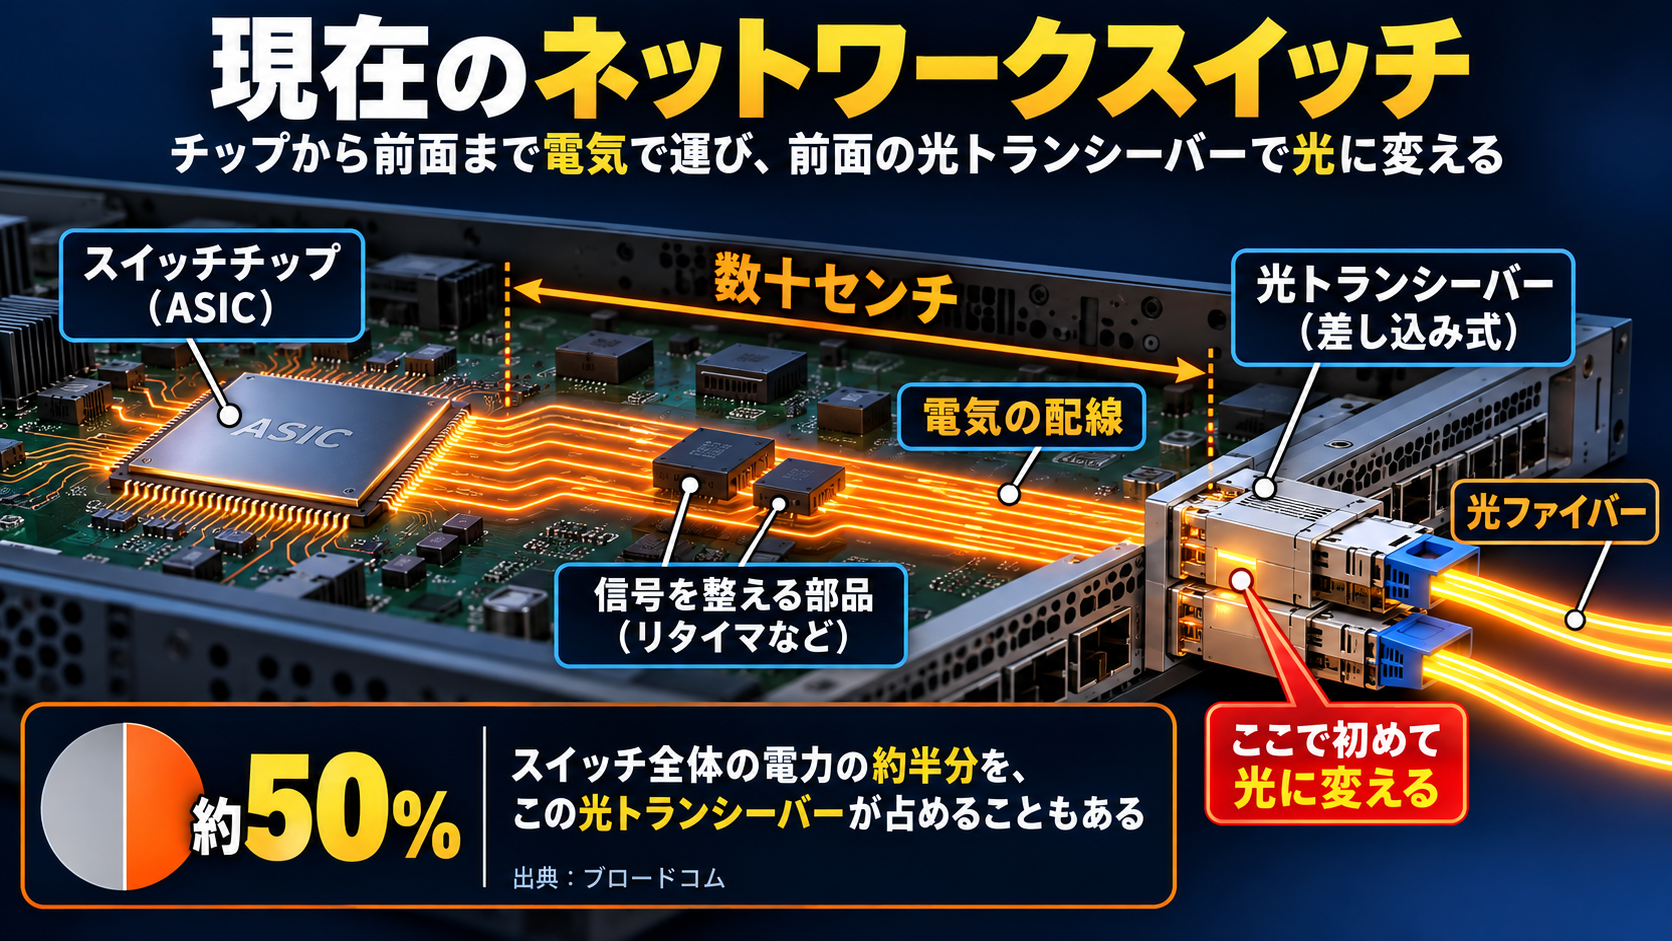 現在のネットワークスイッチ
チップから前面まで電気で運び、前面の光トランシーバーで光に変える
スイッチチップ
（ASIC）
数十センチ
光トランシーバー
（差し込み式）
電気の配線
ASIC
光ファイバー
信号を整える部品
（リタイマなど）
ここで初めて
光に変える
約50%
スイッチ全体の電力の約半分を、
この光トランシーバーが占めることもある
出典：ブロードコム